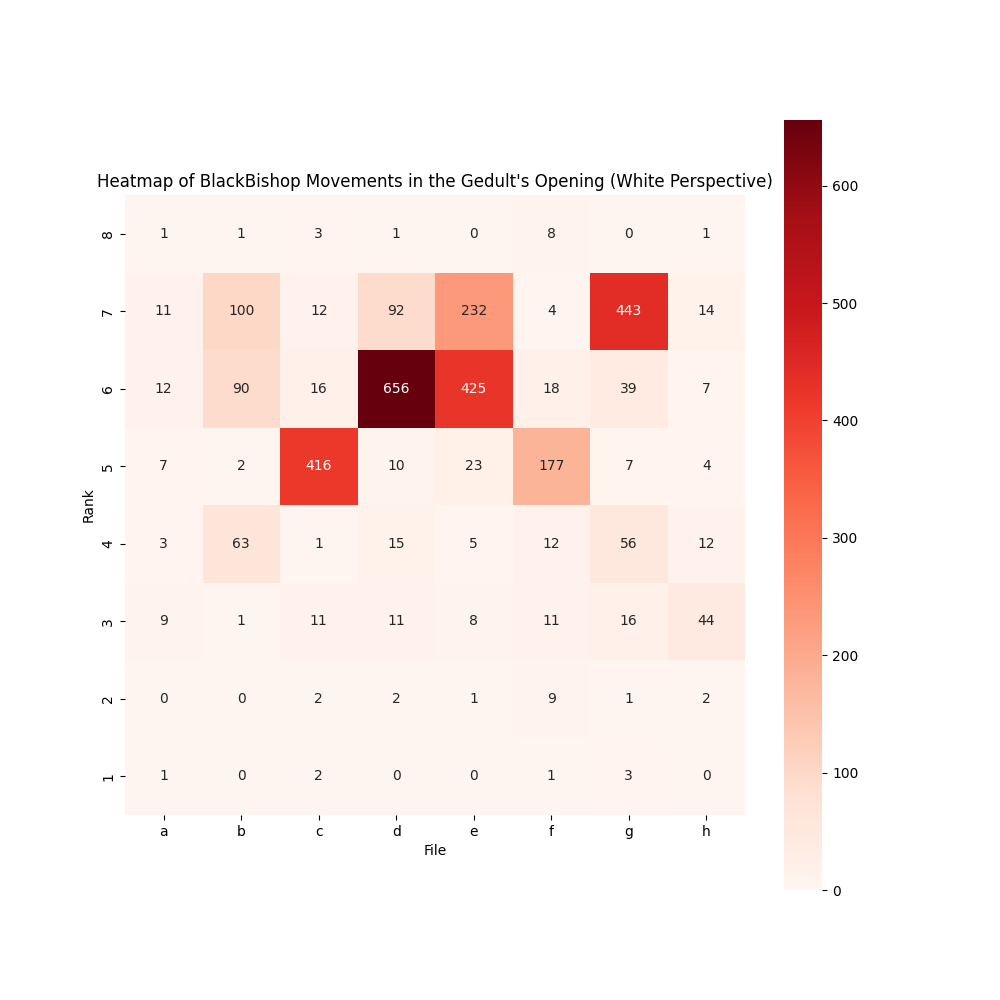 Heatmap of BlackBishop Movements in the Gedult's Opening (White Perspective)
8 1 1 3 1 0 8 0 1
7 11 100 12 92 232 4 443 14
6 12 90 16 656 425 18 39 7
5 7 2 416 10 23 177 7 4
4 3 63 1 15 5 12 56 12
3 9 1 11 11 8 11 16 44
2 0 0 2 2 1 9 1 2
1 1 0 2 0 0 1 3 0
a b c d e f g h
File
Rank
600
500
400
300
200
100
0